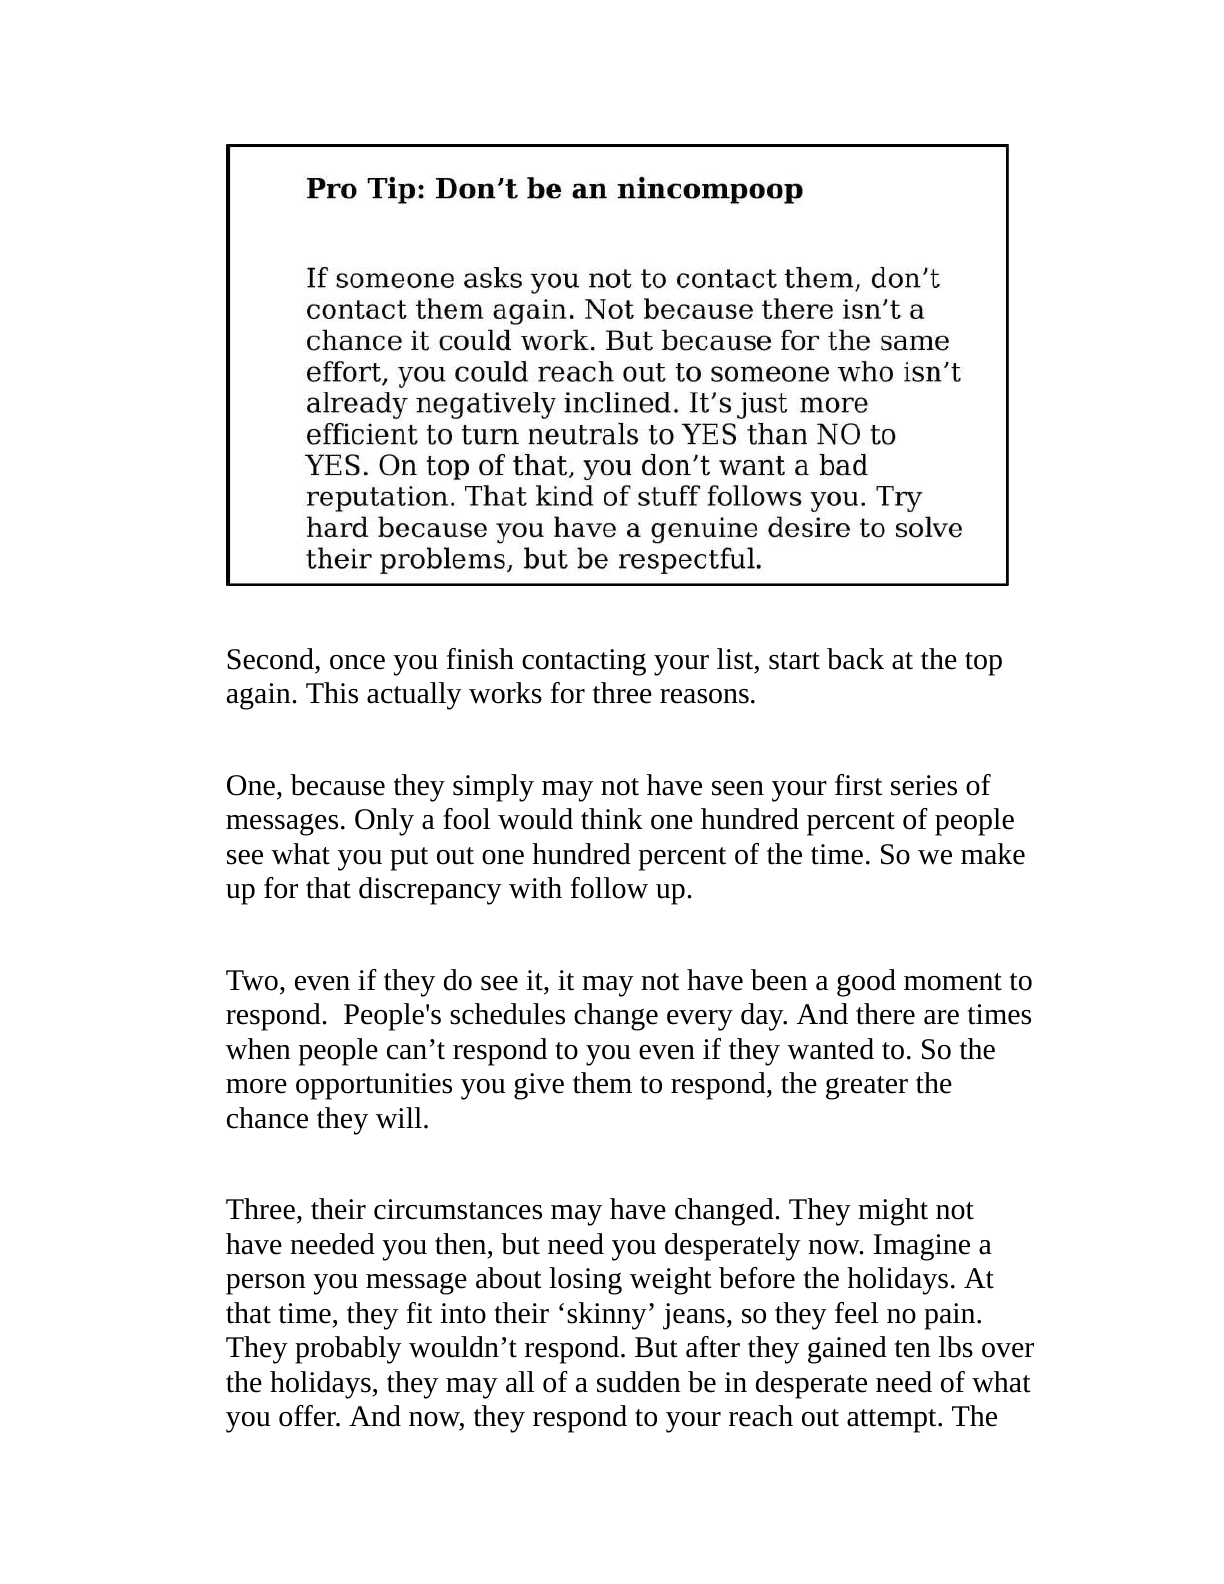 Pro Tip: Don’t be an nincompoop
If someone asks you not to contact them, don’t
contact them again. Not because there isn’t a
chance it could work. But because for the same
effort, you could reach out to someone who isn’t
already negatively inclined. It’s just more
efficient to turn neutrals to YES than NO to
YES. On top of that, you don’t want a bad
reputation. That kind of stuff follows you. Try
hard because you have a genuine desire to solve
their problems, but be respectful.
Second, once you finish contacting your list, start back at the top
again. This actually works for three reasons.
One, because they simply may not have seen your first series of
messages. Only a fool would think one hundred percent of people
see what you put out one hundred percent of the time. So we make
up for that discrepancy with follow up.
Two, even if they do see it, it may not have been a good moment to
respond.  People's schedules change every day. And there are times
when people can’t respond to you even if they wanted to. So the
more opportunities you give them to respond, the greater the
chance they will.
Three, their circumstances may have changed. They might not
have needed you then, but need you desperately now. Imagine a
person you message about losing weight before the holidays. At
that time, they fit into their ‘skinny’ jeans, so they feel no pain.
They probably wouldn’t respond. But after they gained ten lbs over
the holidays, they may all of a sudden be in desperate need of what
you offer. And now, they respond to your reach out attempt. The